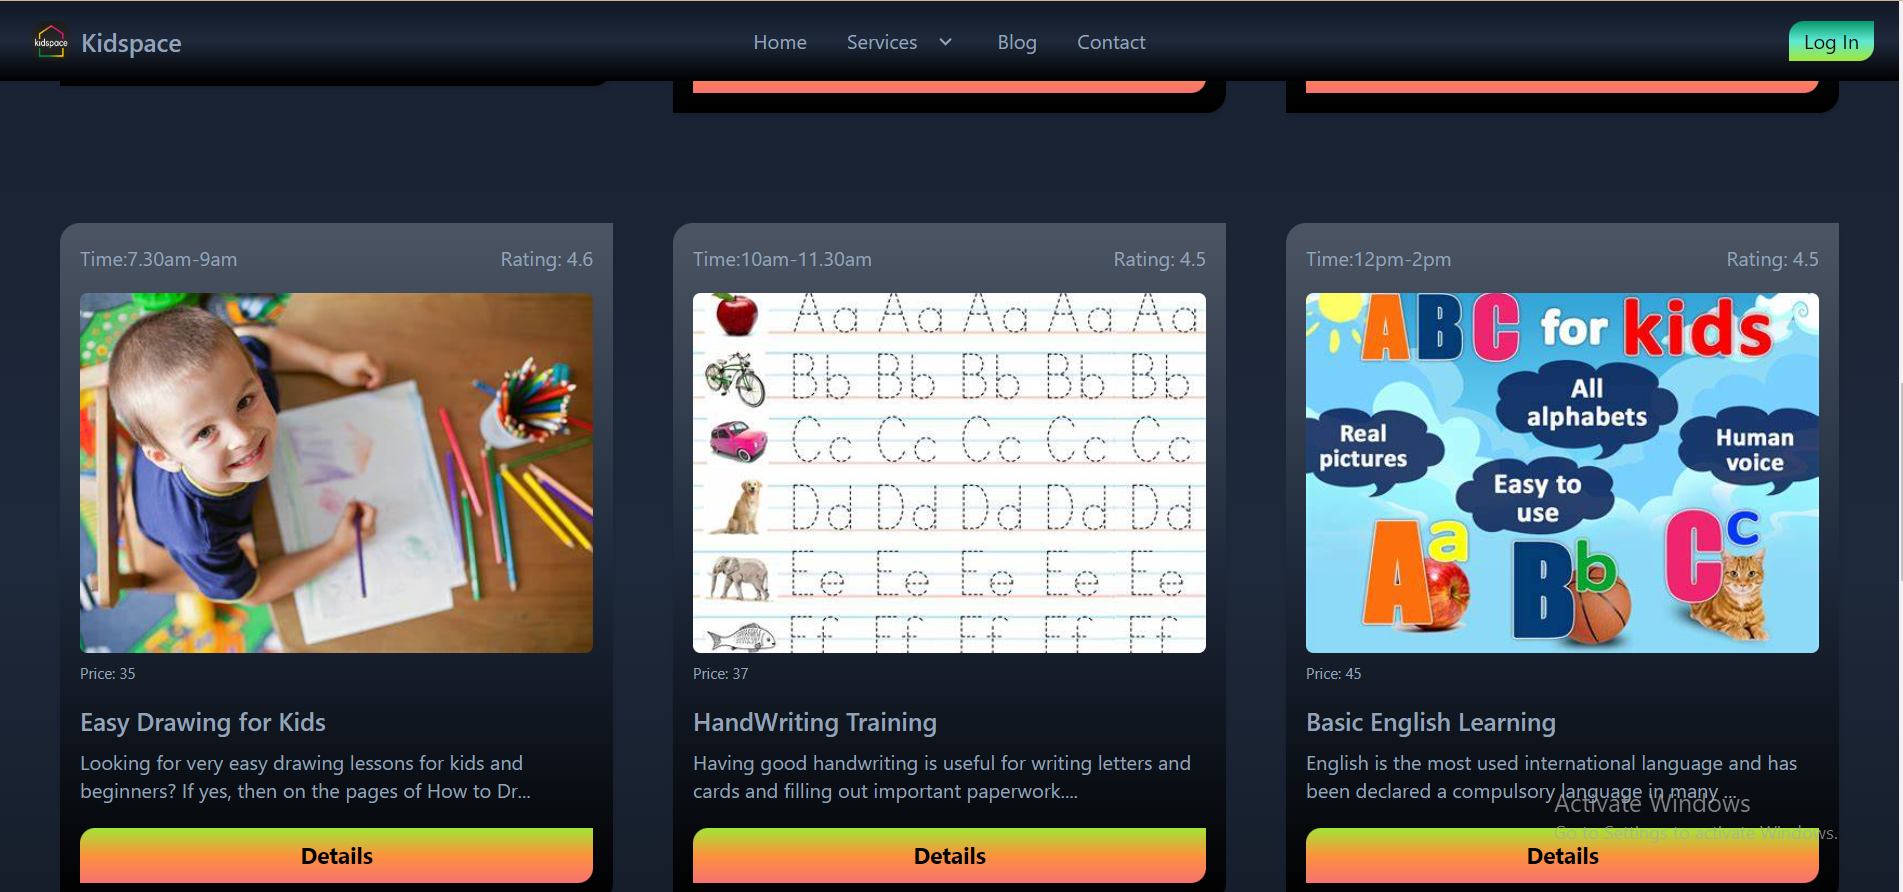 kidspace
Kidspace
Home
Services
Blog
Contact
Log In
Time:7.30am-9am
Rating: 4.6
Price: 35
Easy Drawing for Kids
Looking for very easy drawing lessons for kids and
beginners? If yes, then on the pages of How to Dr...
Details
Time:10am-11.30am
Rating: 4.5
Aa Aa Aa Aa Aa
Bb Bb Bb Bb Bb
Cc Cc Cc Cc Cc
Dd Dd Dd Dd Dd
Ee Ee Ee Ee Ee
Ff Ff Ff Ff Ff
Price: 37
HandWriting Training
Having good handwriting is useful for writing letters and
cards and filling out important paperwork....
Details
Time:12pm-2pm
Rating: 4.5
ABC for kids
All
alphabets
Real
pictures
Human
voice
Easy to
use
Aa Bb Cc
Price: 45
Basic English Learning
English is the most used international language and has
been declared a compulsory language in many ...
Details
Activate Windows
Go to Settings to activate Windows.